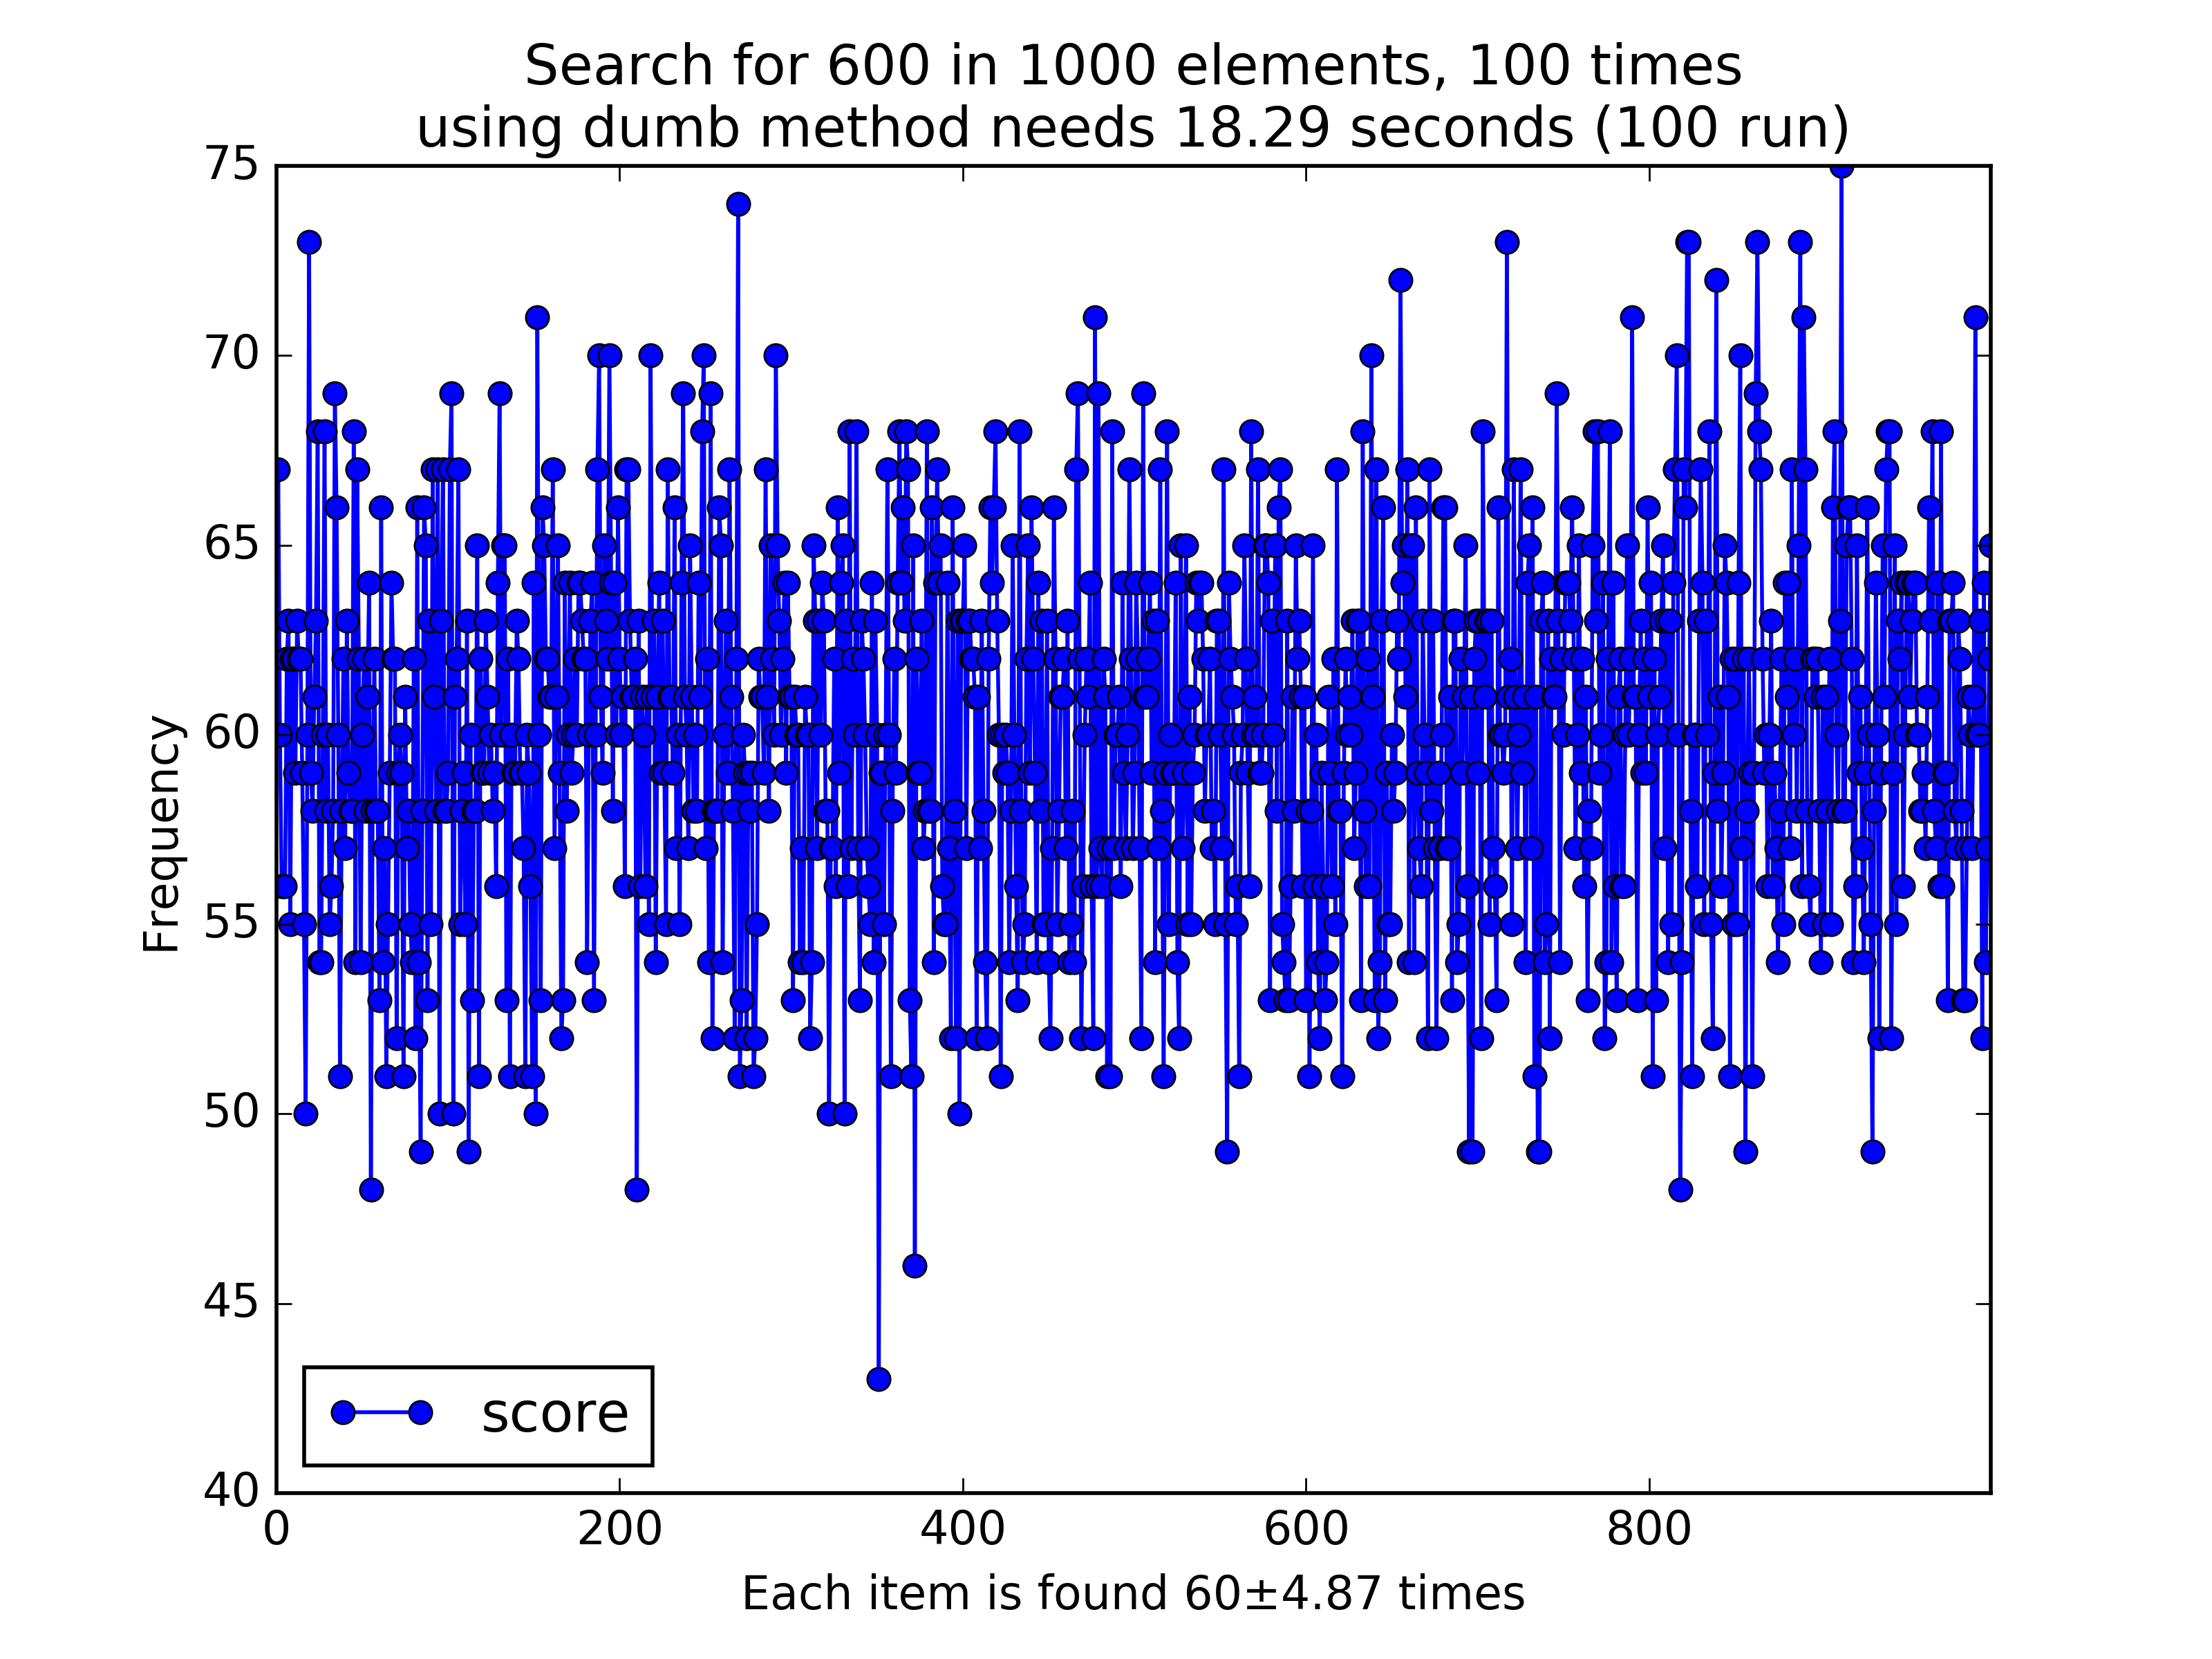 Search for 600 in 1000 elements, 100 times
using dumb method needs 18.29 seconds (100 run)
75
70
65
60
55
50
45
40
Frequency
score
0 200 400 600 800
Each item is found 60±4.87 times